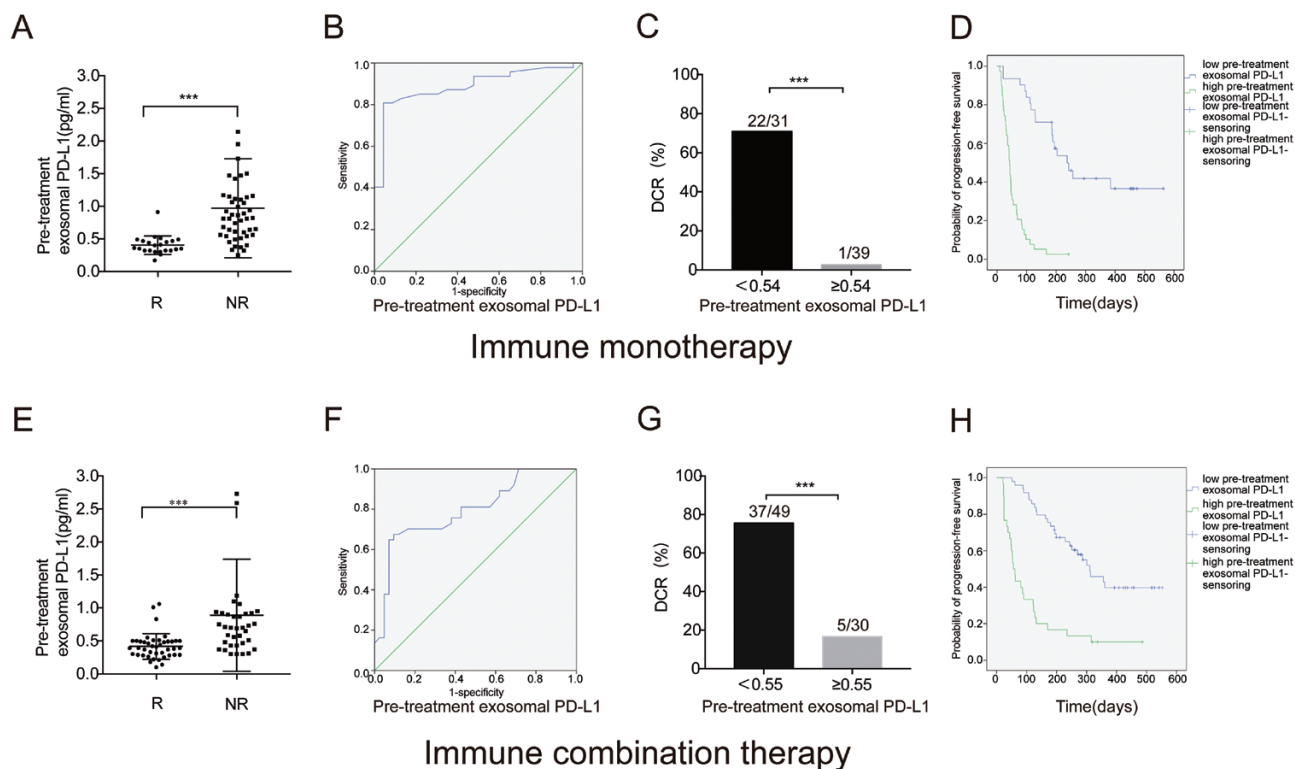 A
Pre-treatment
exosomal PD-L1(pg/ml)
3.0
2.5
2.0
1.5
1.0
0.5
0.0
***
R
NR
B
Sensitivity
1.0
0.8
0.6
0.4
0.2
0.0
0.2
0.4
0.6
0.8
1.0
1-specificity
Pre-treatment exosomal PD-L1
C
DCR (%)
100
80
60
40
20
0
***
22/31
1/39
<0.54
≥0.54
Pre-treatment exosomal PD-L1
D
Probability of progression-free survival
1.0
0.8
0.6
0.4
0.2
0.0
0
100
200
300
400
500
600
Time(days)
low pre-treatment
exosomal PD-L1
high pre-treatment
exosomal PD-L1
low pre-treatment
exosomal PD-L1-
sensoring
high pre-treatment
exosomal PD-L1-
sensoring
Immune monotherapy
E
Pre-treatment
exosomal PD-L1(pg/ml)
3.0
2.5
2.0
1.5
1.0
0.5
0.0
***
R
NR
F
Sensitivity
1.0
0.8
0.6
0.4
0.2
0.0
0.0
0.2
0.4
0.6
0.8
1.0
1-specificity
Pre-treatment exosomal PD-L1
G
DCR (%)
100
80
60
40
20
0
***
37/49
5/30
<0.55
≥0.55
Pre-treatment exosomal PD-L1
H
Probability of progression-free survival
1.0
0.8
0.6
0.4
0.2
0.0
0
100
200
300
400
500
600
Time(days)
low pre-treatment
exosomal PD-L1
high pre-treatment
exosomal PD-L1
low pre-treatment
exosomal PD-L1-
sensoring
high pre-treatment
exosomal PD-L1-
sensoring
Immune combination therapy